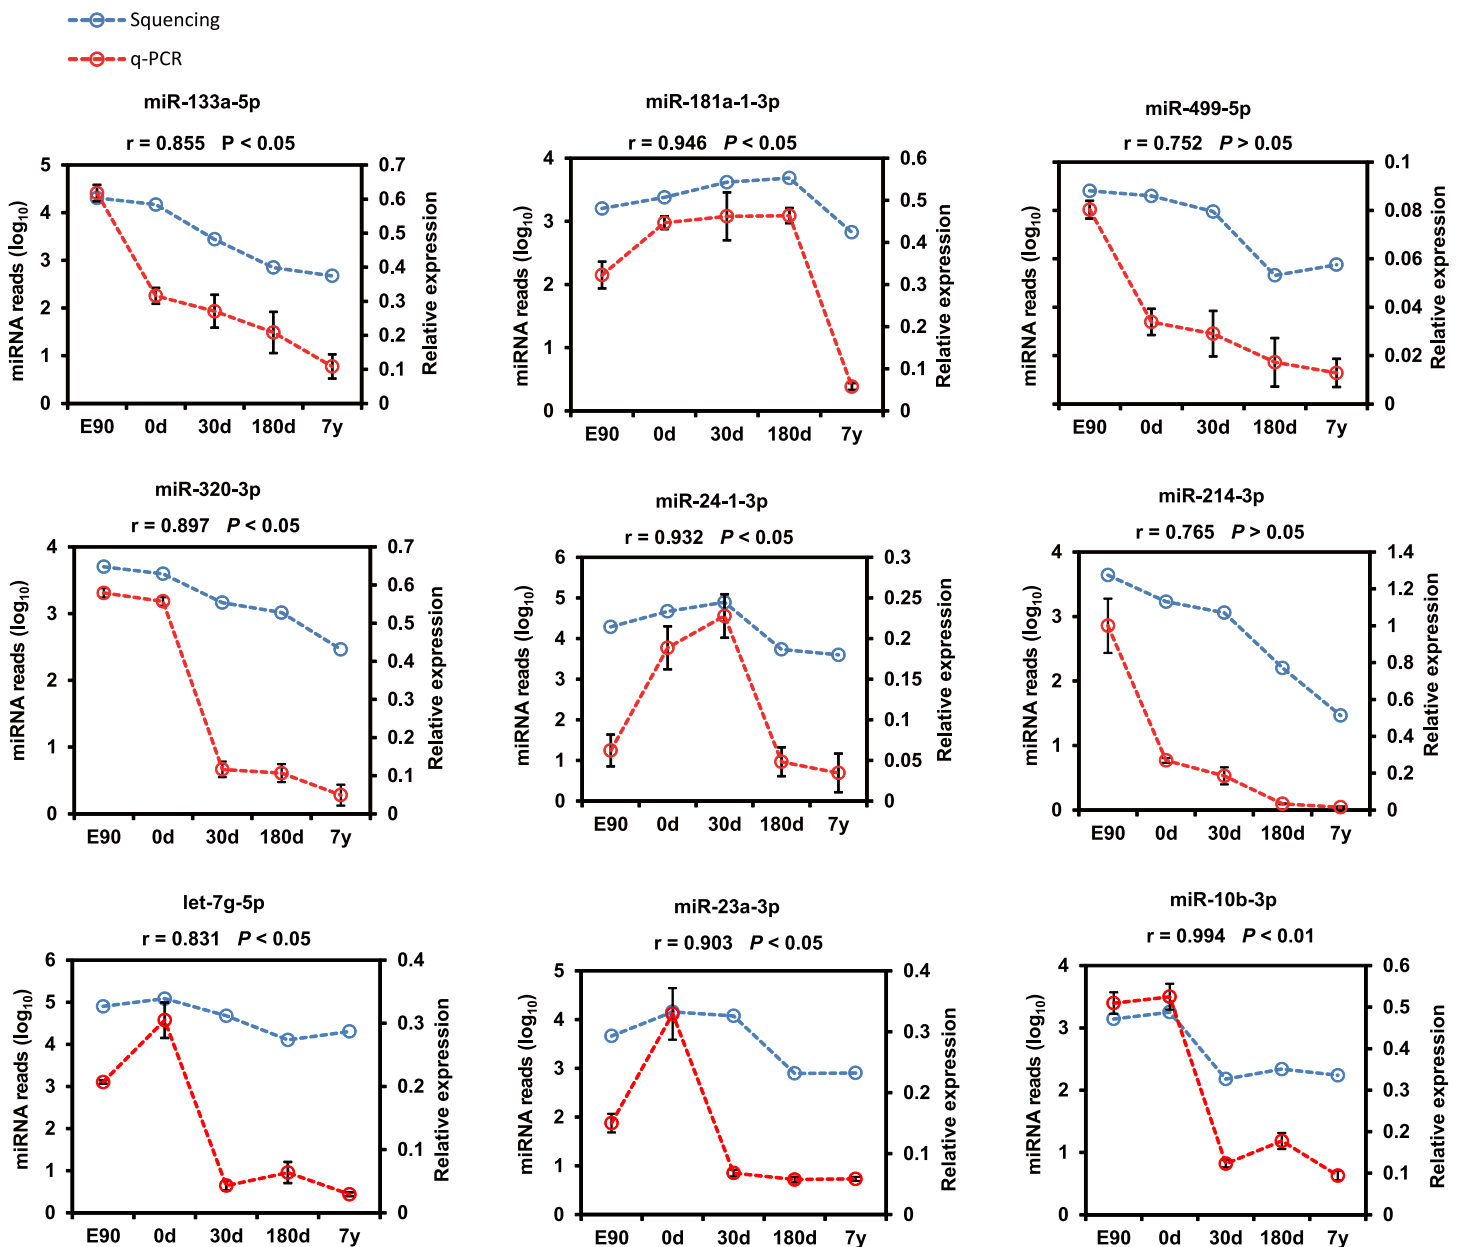 Squencing
q-PCR
miR-133a-5p
r = 0.855 P < 0.05
miRNA reads (log10)
5
4
3
2
1
0
0.7
0.6
0.5
0.4
0.3
0.2
0.1
0
Relative expression
E90 0d 30d 180d 7y
miR-181a-1-3p
r = 0.946 P < 0.05
miRNA reads (log10)
4
3
2
1
0
0.6
0.5
0.4
0.3
0.2
0.1
0
Relative expression
E90 0d 30d 180d 7y
miR-499-5p
r = 0.752 P > 0.05
miRNA reads (log10)
5
4
3
2
1
0
0.1
0.08
0.06
0.04
0.02
0
Relative expression
E90 0d 30d 180d 7y
miR-320-3p
r = 0.897 P < 0.05
miRNA reads (log10)
4
3
2
1
0
0.7
0.6
0.5
0.4
0.3
0.2
0.1
0
Relative expression
E90 0d 30d 180d 7y
miR-24-1-3p
r = 0.932 P < 0.05
miRNA reads (log10)
6
5
4
3
2
1
0
0.3
0.25
0.2
0.15
0.1
0.05
0
Relative expression
E90 0d 30d 180d 7y
miR-214-3p
r = 0.765 P > 0.05
miRNA reads (log10)
4
3
2
1
0
1.4
1.2
1
0.8
0.6
0.4
0.2
0
Relative expression
E90 0d 30d 180d 7y
let-7g-5p
r = 0.831 P < 0.05
miRNA reads (log10)
6
5
4
3
2
1
0
0.4
0.3
0.2
0.1
0
Relative expression
E90 0d 30d 180d 7y
miR-23a-3p
r = 0.903 P < 0.05
miRNA reads (log10)
5
4
3
2
1
0
0.4
0.3
0.2
0.1
0
Relative expression
E90 0d 30d 180d 7y
miR-10b-3p
r = 0.994 P < 0.01
miRNA reads (log10)
4
3
2
1
0
0.6
0.5
0.4
0.3
0.2
0.1
0
Relative expression
E90 0d 30d 180d 7y